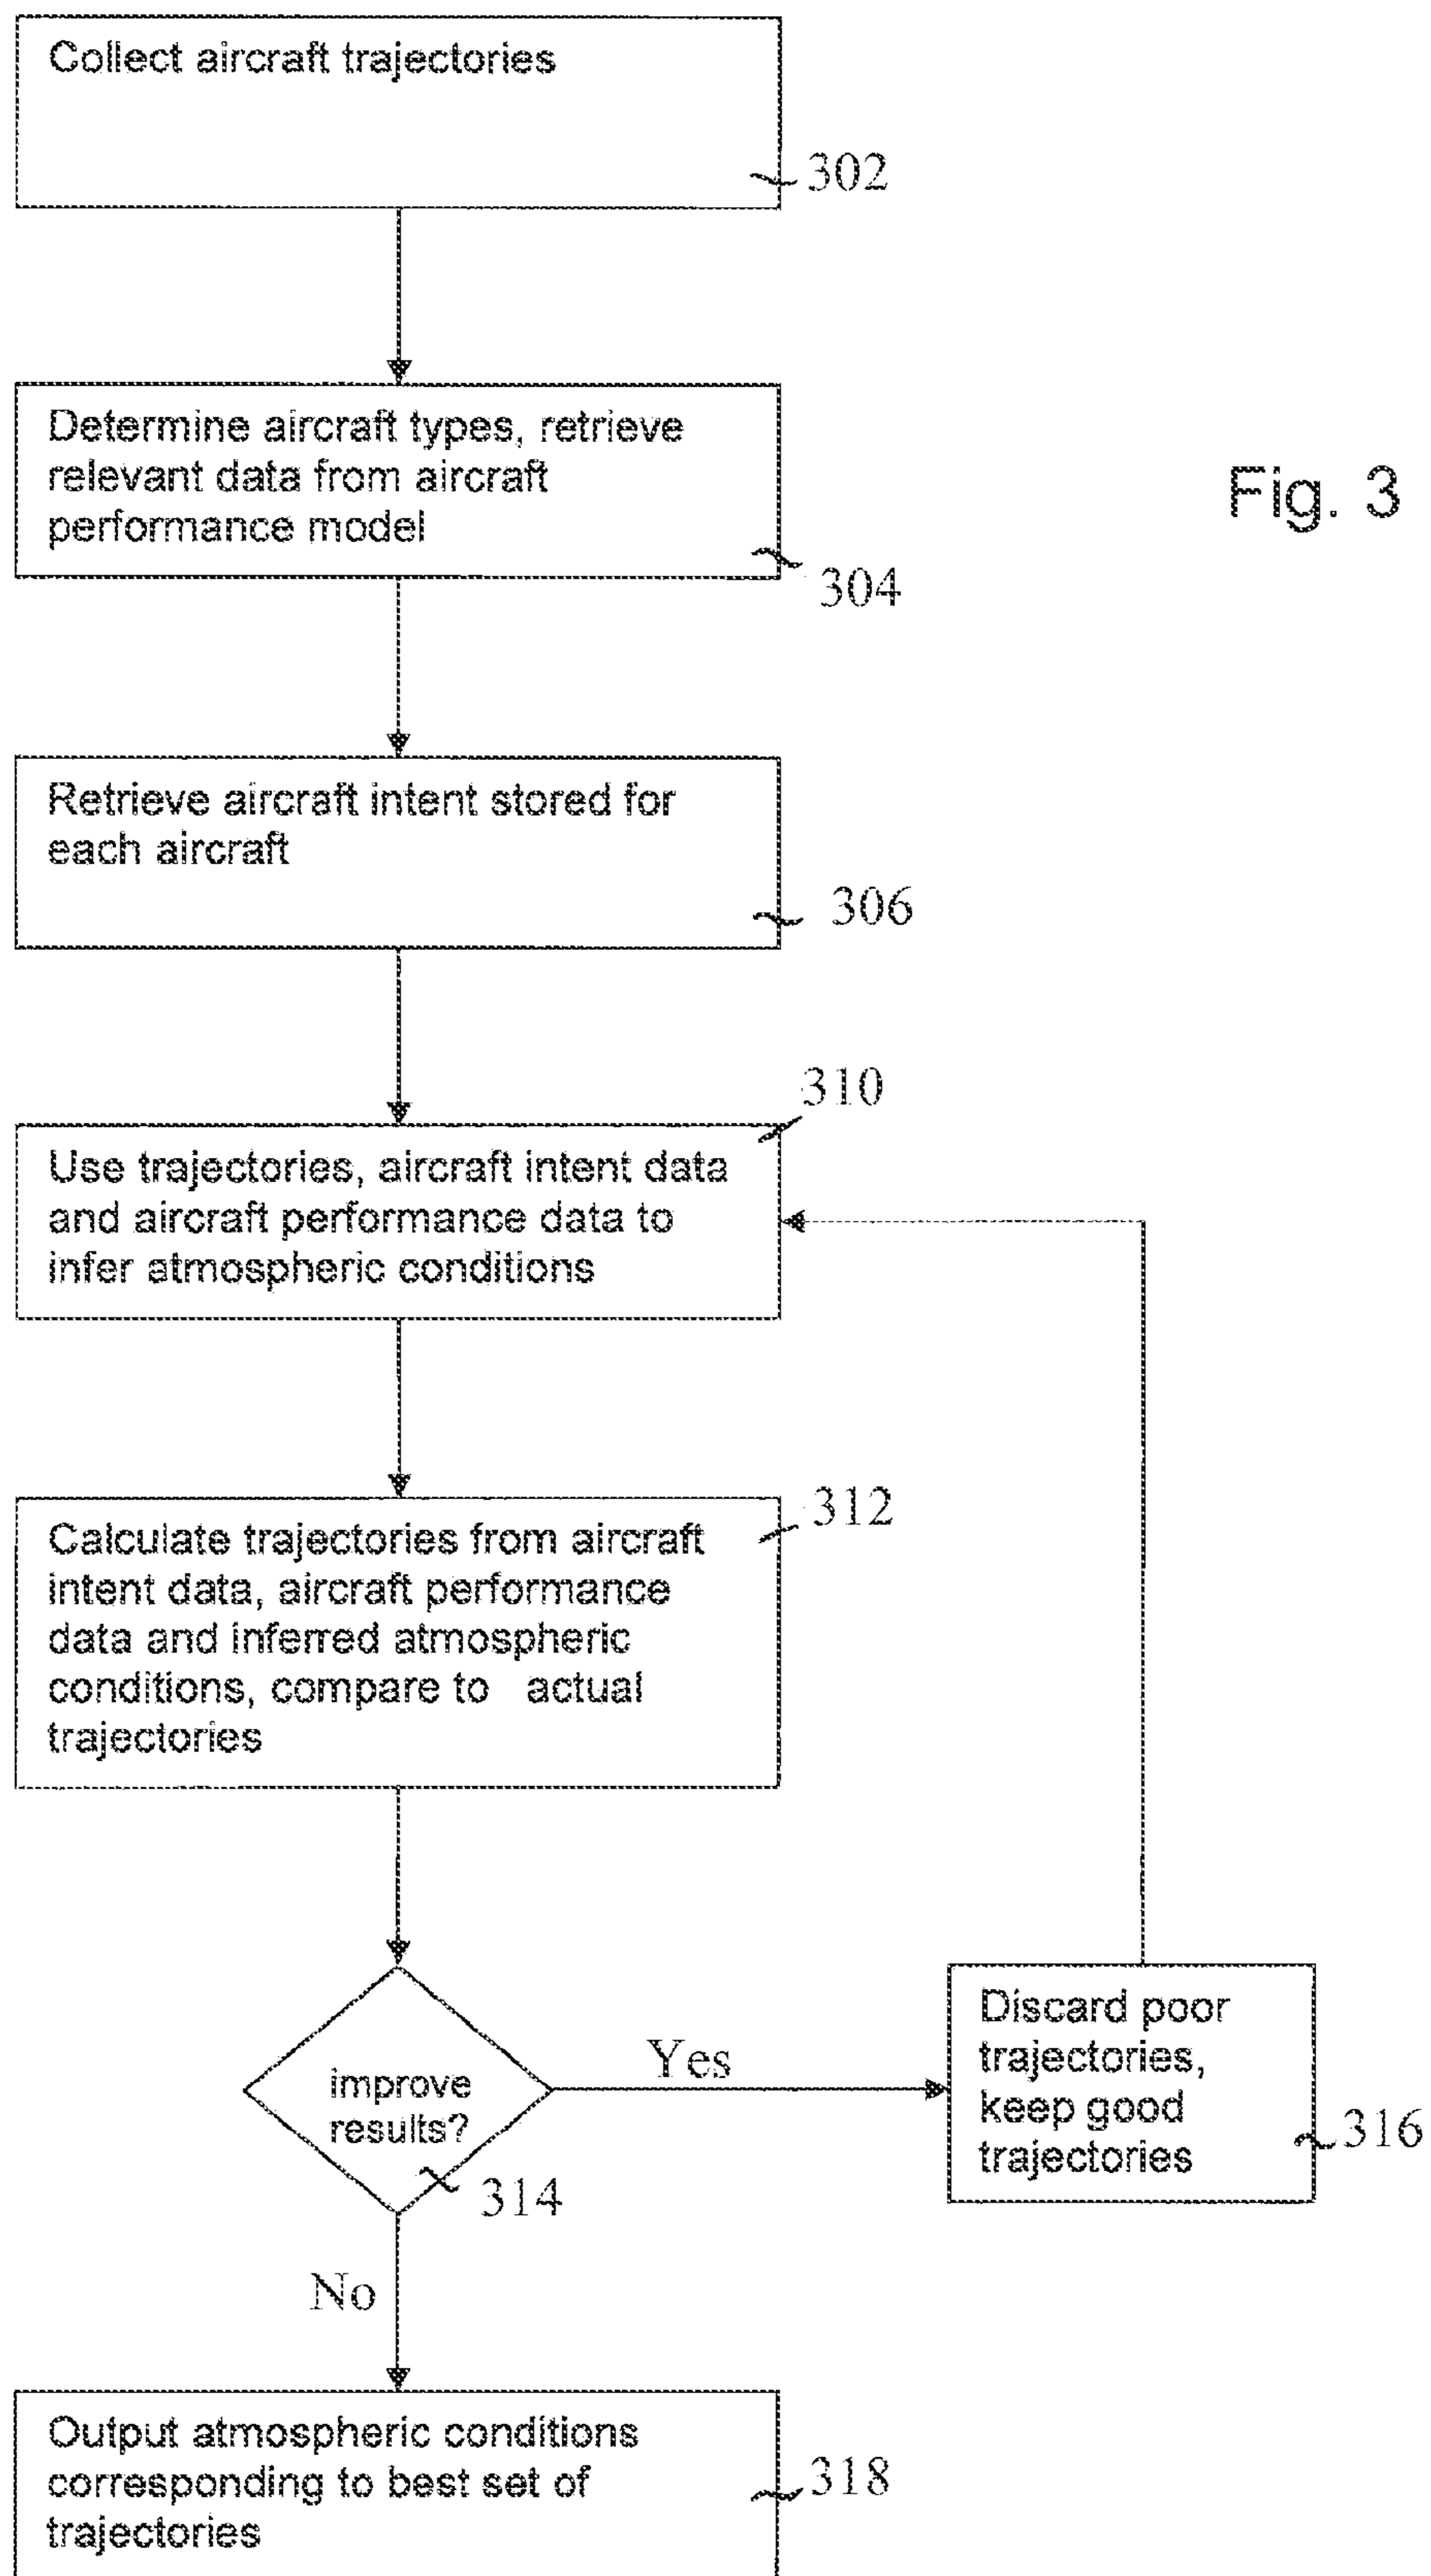 Collect aircraft trajectories
302
Determine aircraft types, retrieve
relevant data from aircraft
performance model
304
Fig. 3
Retrieve aircraft intent stored for
each aircraft
306
310
Use trajectories, aircraft intent data
and aircraft performance data to
infer atmospheric conditions
312
Calculate trajectories from aircraft
intent data, aircraft performance
data and inferred atmospheric
conditions, compare to actual
trajectories
improve
results?
314
Yes
Discard poor
trajectories,
keep good
trajectories
316
No
Output atmospheric conditions
corresponding to best set of
trajectories
318